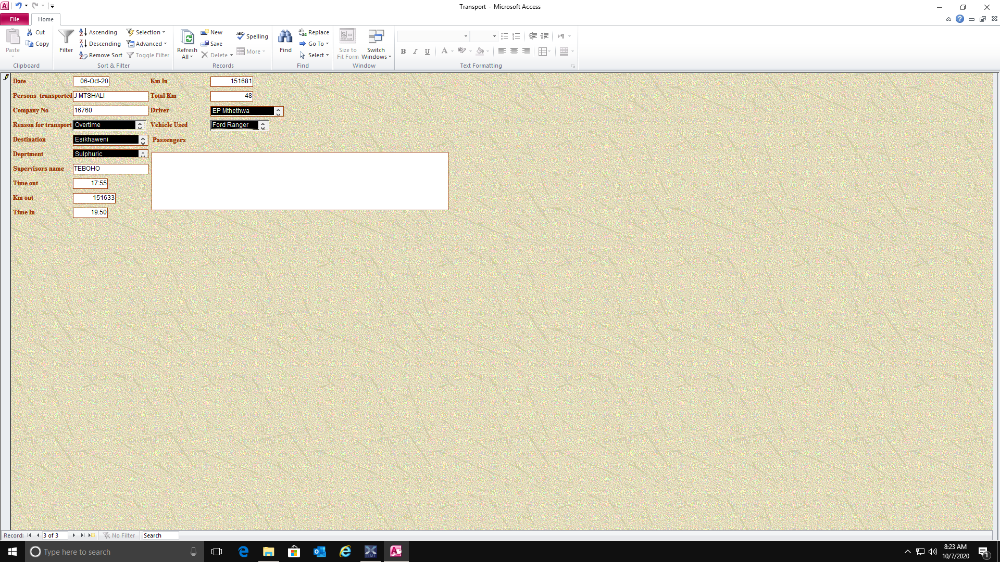 Transport - Microsoft Access
File Home
Paste Cut Copy Clipboard
Filter Ascending Descending Remove Sort Selection Advanced Toggle Filter Sort & Filter
Refresh All New Save Delete Spelling More Records
Find Replace Go To Select Find
Size to Fit Form Switch Windows Window
B I U A Text Formatting
Date 06-Oct-20 Km In 151681
Persons transported J MTSHALI Total Km 48
Company No 16760 Driver EP Mthethwa
Reason for transport Overtime Vehicle Used Ford Ranger
Destination Esikhaweni Passengers
Deprtment Sulphuric
Supervisors name TEBOHO
Time out 17:55
Km out 151633
Time In 19:50
Record: 3 of 3 No Filter Search
Type here to search
8:23 AM
10/7/2020
1